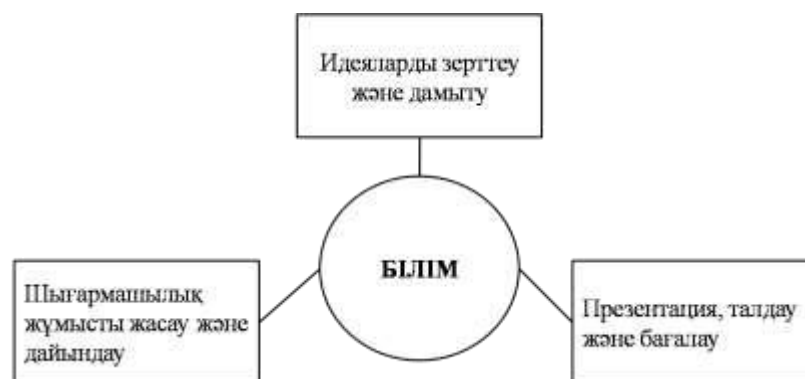 Идеяларды зерттеу
және дамыту
БІЛІМ
Шығармашылық
жұмысты жасау және
дайындау
Презентация, талдау
және бағалау